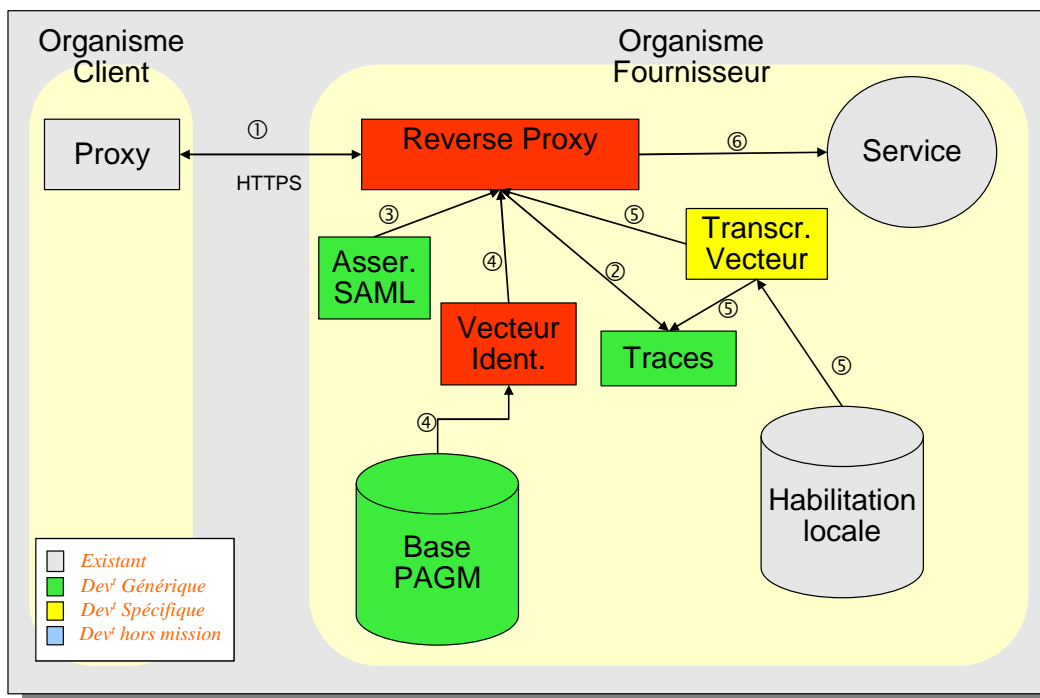 Organisme
Client
Organisme
Fournisseur
Proxy
①
HTTPS
Reverse Proxy
⑥
Service
③
④
②
⑤
Transcr.
Vecteur
Asser.
SAML
Vecteur
Ident.
⑤
Traces
⑤
④
Base
PAGM
Habilitation
locale
Existant
Devᵗ Générique
Devᵗ Spécifique
Devᵗ hors mission